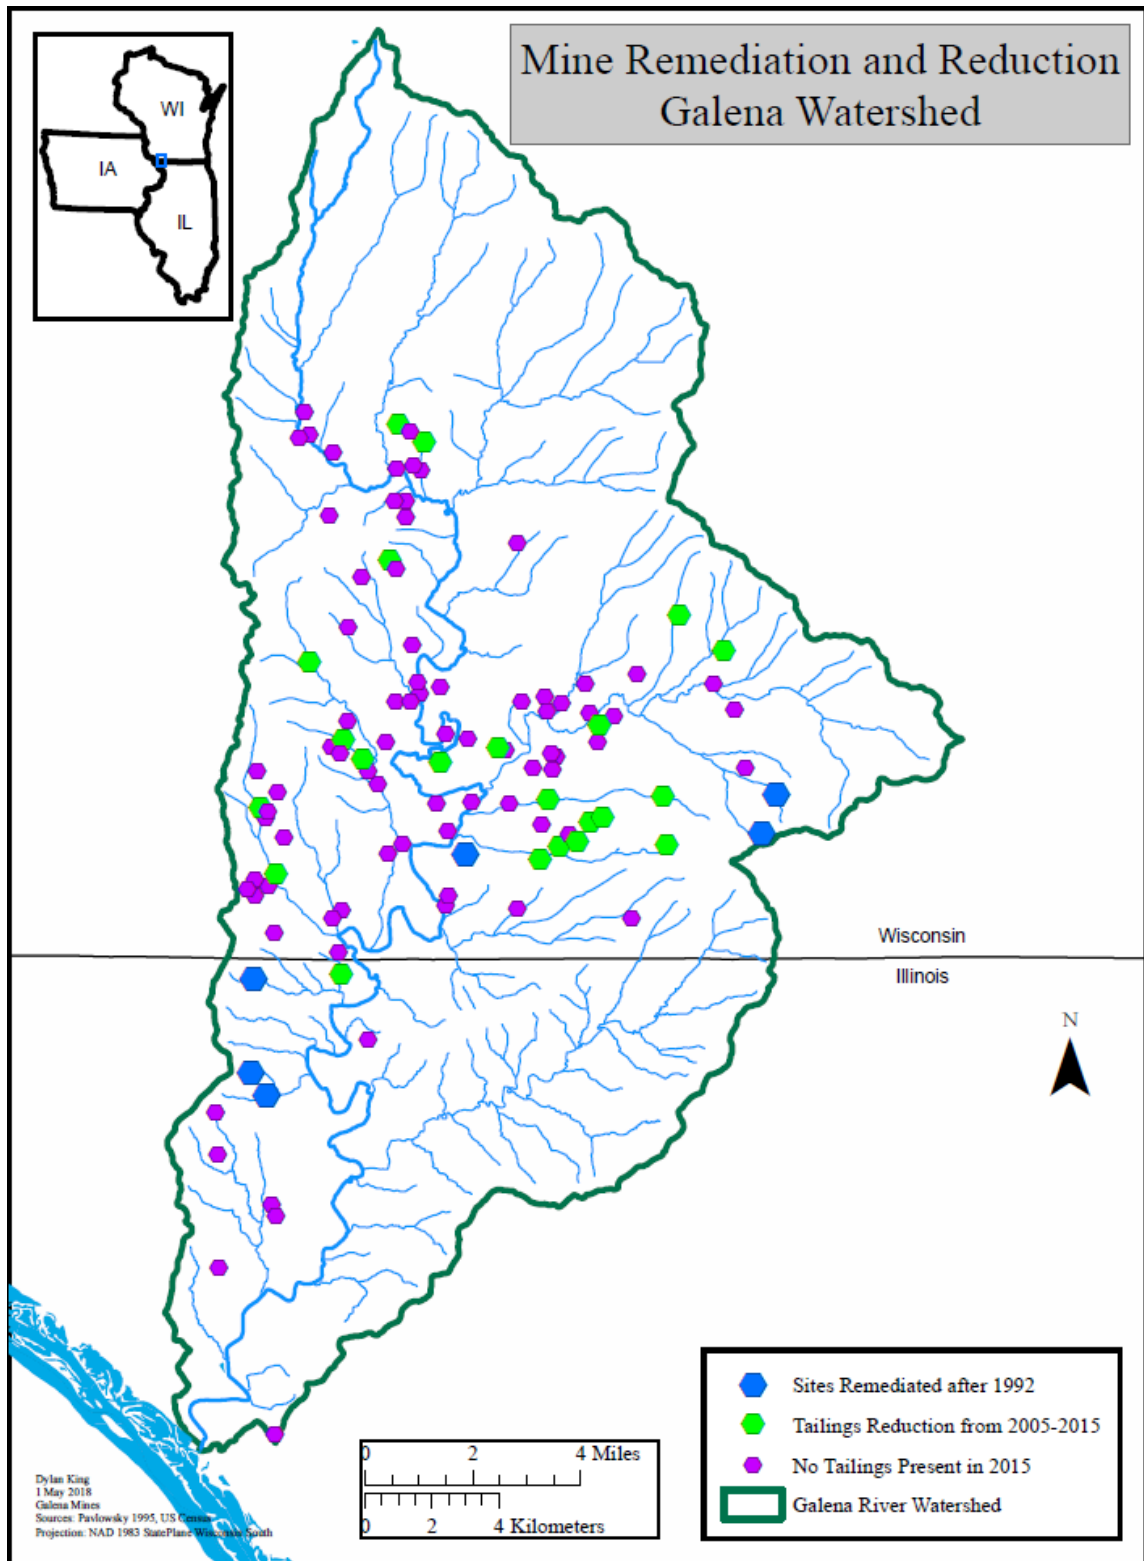 Mine Remediation and Reduction
Galena Watershed
WI
IA
IL
Wisconsin
Illinois
N
Sites Remediated after 1992
Tailings Reduction from 2005-2015
No Tailings Present in 2015
Galena River Watershed
0 2 4 Miles
0 2 4 Kilometers
Dylan King
1 May 2018
Galena Mines
Sources: Pavlowsky 1995, US Census
Projection: NAD 1983 StatePlane Wisconsin South